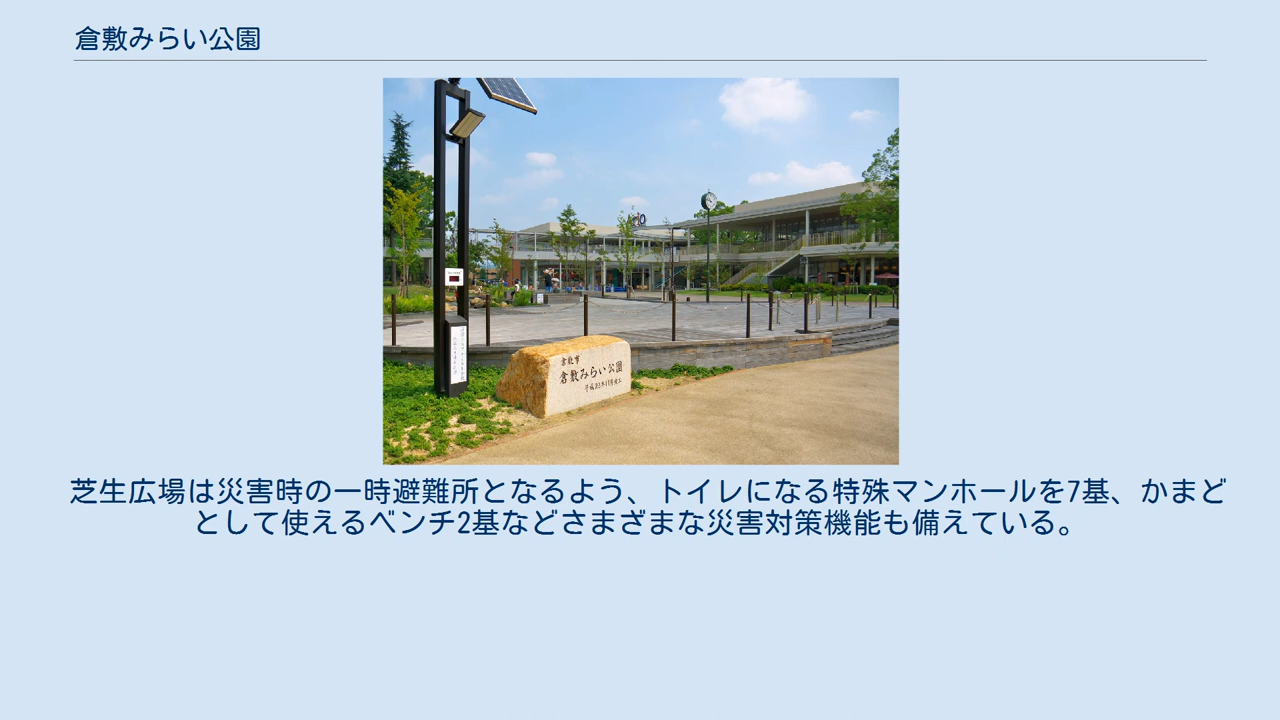 倉敷みらい公園
倉敷市
倉敷みらい公園
芝生広場は災害時の一時避難所となるよう、トイレになる特殊マンホールを7基、かまど
として使えるベンチ2基などさまざまな災害対策機能も備えている。